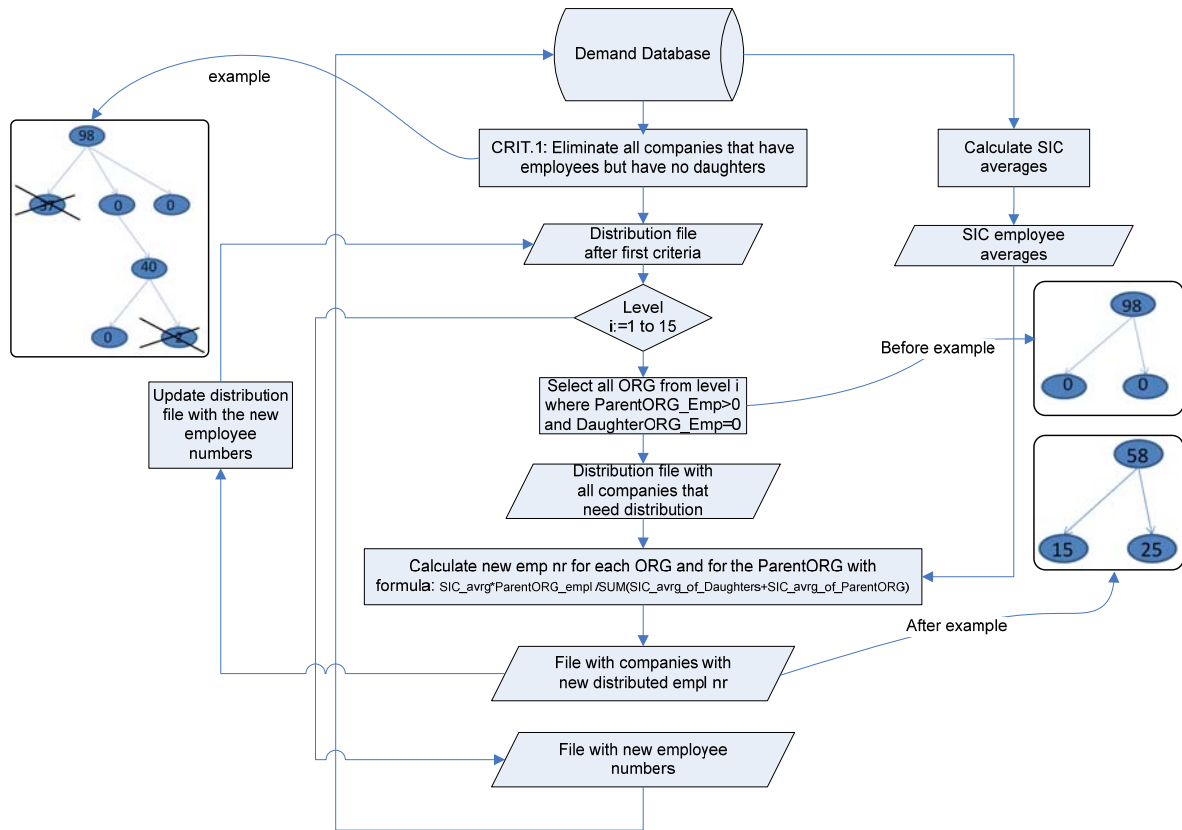 Demand Database
example
98
37
0
0
40
0
2
CRIT.1: Eliminate all companies that have
employees but have no daughters
Calculate SIC
averages
Distribution file
after first criteria
SIC employee
averages
Level
i:=1 to 15
Before example
98
0
0
Select all ORG from level i
where ParentORG_Emp>0
and DaughterORG_Emp=0
Update distribution
file with the new
employee
numbers
Distribution file with
all companies that
need distribution
58
15
25
Calculate new emp nr for each ORG and for the ParentORG with
formula: SIC_avrg*ParentORG_empl /SUM(SIC_avrg_of_Daughters+SIC_avrg_of_ParentORG)
After example
File with companies with
new distributed empl nr
File with new employee
numbers